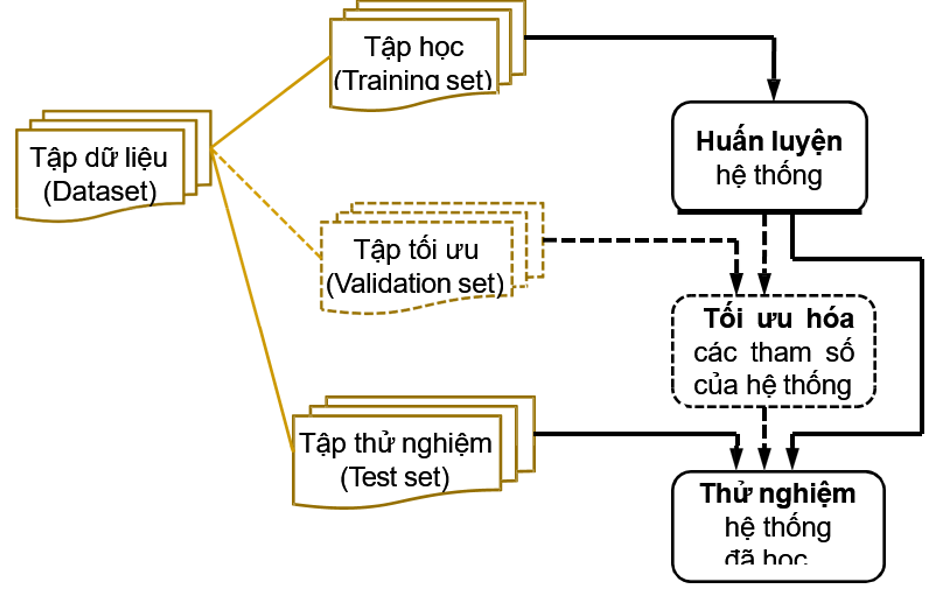 Tập học
(Training set)
Tập dữ liệu
(Dataset)
Huấn luyện
hệ thống
Tập tối ưu
(Validation set)
Tối ưu hóa
các tham số
của hệ thống
Tập thử nghiệm
(Test set)
Thử nghiệm
hệ thống
đã học